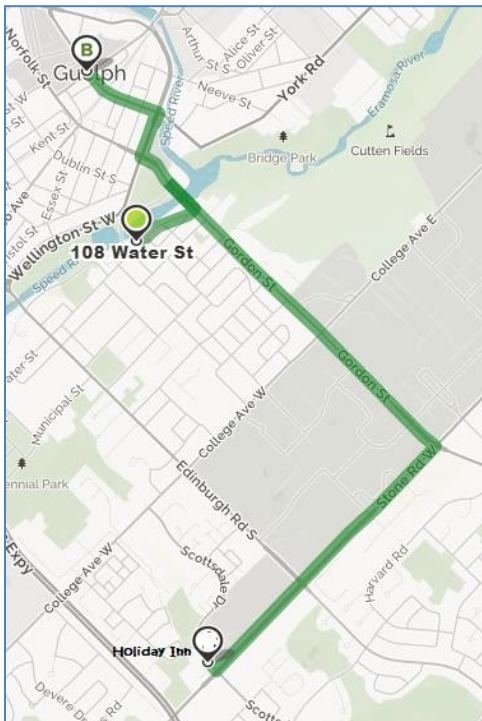 Norfolk St
B
Guelph
Arthur St S
Alice St
Oliver St
Neeve St
York Rd
Speed River
Eramosa River
Kent St
Dublin St S
Essex St
Bridge Park
Cutten Fields
Wellington St W
108 Water St
College Ave E
Gordon St
Gordon St
Municipal St
College Ave W
Edinburgh Rd S
Stone Rd W
Scottsdale Dr
Harvard Rd
College Ave W
Expy
Holiday Inn